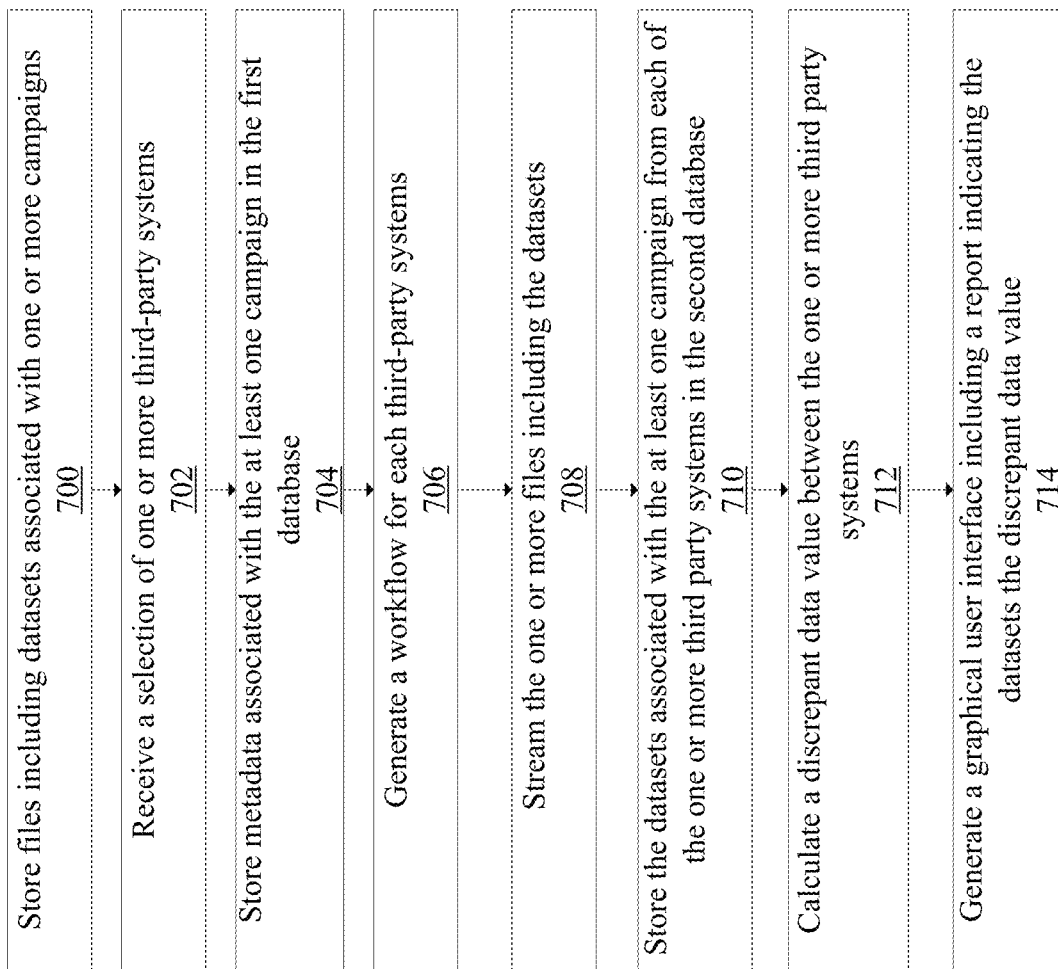 Store files including datasets associated with one or more campaigns
700
Receive a selection of one or more third-party systems
702
Store metadata associated with the at least one campaign in the first
database
704
Generate a workflow for each third-party systems
706
Stream the one or more files including the datasets
708
Store the datasets associated with the at least one campaign from each of
the one or more third party systems in the second database
710
Calculate a discrepant data value between the one or more third party
systems
712
Generate a graphical user interface including a report indicating the
datasets the discrepant data value
714